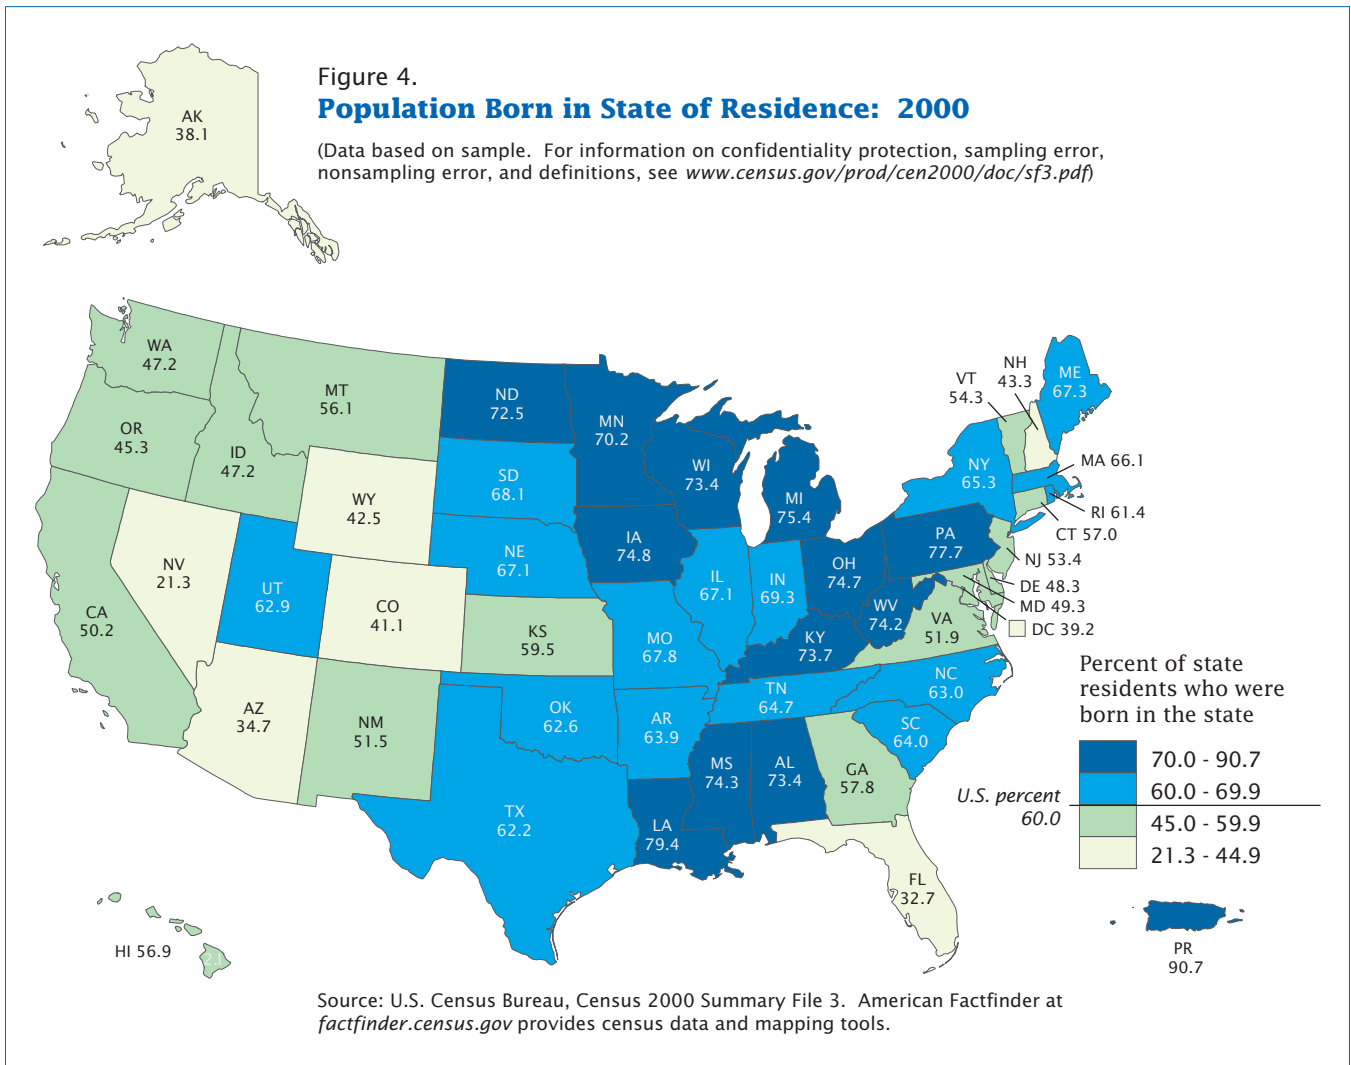 Figure 4.
Population Born in State of Residence: 2000
(Data based on sample. For information on confidentiality protection, sampling error,
nonsampling error, and definitions, see www.census.gov/prod/cen2000/doc/sf3.pdf)
AK
38.1
WA
47.2
OR
45.3
CA
50.2
ID
47.2
NV
21.3
MT
56.1
WY
42.5
UT
62.9
AZ
34.7
CO
41.1
NM
51.5
ND
72.5
SD
68.1
NE
67.1
KS
59.5
OK
62.6
TX
62.2
MN
70.2
IA
74.8
MO
67.8
AR
63.9
LA
79.4
WI
73.4
IL
67.1
MI
75.4
IN
69.3
OH
74.7
KY
73.7
TN
64.7
MS
74.3
AL
73.4
GA
57.8
FL
32.7
SC
64.0
NC
63.0
VA
51.9
WV
74.2
PA
77.7
NY
65.3
VT
54.3
NH
43.3
ME
67.3
MA 66.1
RI 61.4
CT 57.0
NJ 53.4
DE 48.3
MD 49.3
DC 39.2
HI 56.9
2.1
Percent of state
residents who were
born in the state
70.0 - 90.7
60.0 - 69.9
U.S. percent
60.0
45.0 - 59.9
21.3 - 44.9
PR
90.7
Source: U.S. Census Bureau, Census 2000 Summary File 3. American Factfinder at
factfinder.census.gov provides census data and mapping tools.